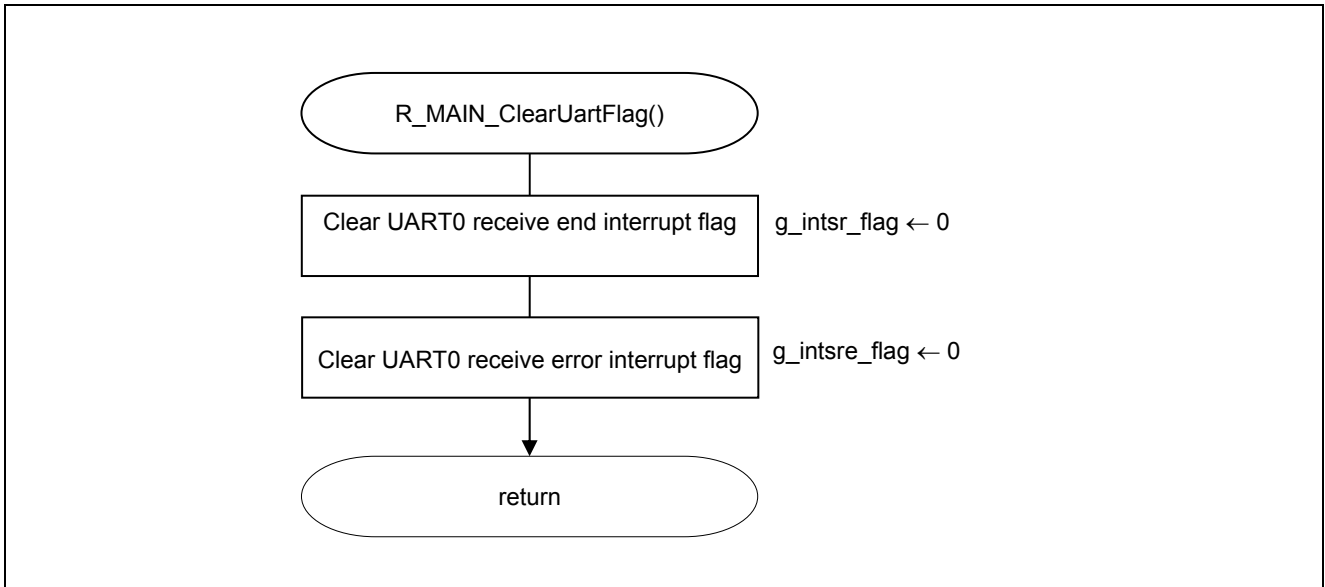 R_MAIN_ClearUartFlag()
Clear UART0 receive end interrupt flag
g_intsr_flag ← 0
Clear UART0 receive error interrupt flag
g_intsre_flag ← 0
return